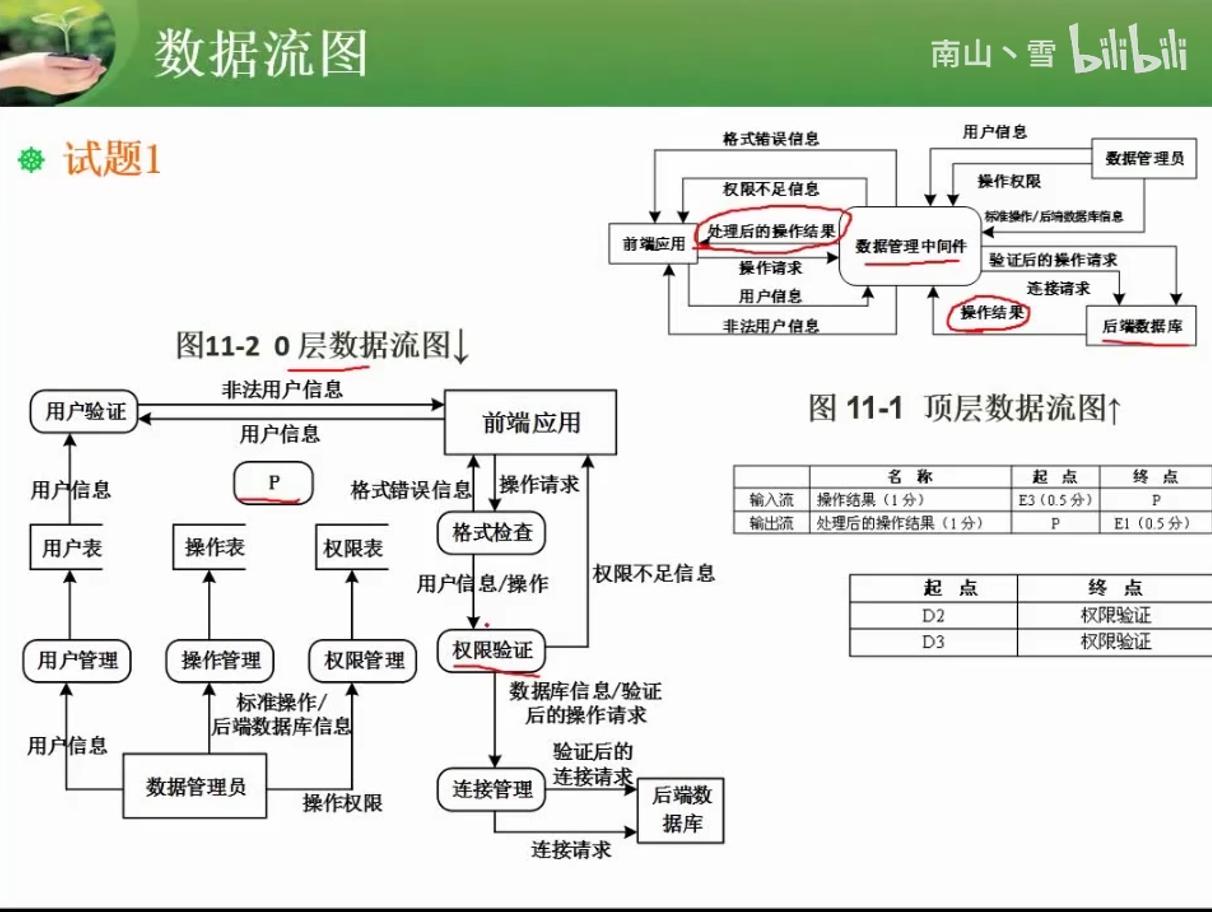 数据流图
南山丶雪 bilibili
试题1
格式错误信息
用户信息
数据管理员
权限不足信息
操作权限
处理后的操作结果
标准操作/后端数据库信息
前端应用
数据管理中间件
验证后的操作请求
操作请求
连接请求
用户信息
操作结果
非法用户信息
后端数据库
图11-2 0 层数据流图↓
图 11-1 顶层数据流图↑
非法用户信息
用户验证
前端应用
用户信息
P
用户信息
格式错误信息
操作请求
格式检查
用户表
操作表
权限表
用户信息/操作
权限不足信息
用户管理
操作管理
权限管理
权限验证
标准操作/
后端数据库信息
数据库信息/验证
后的操作请求
用户信息
验证后的
连接请求
数据管理员
操作权限
连接管理
后端数
据库
连接请求
名 称 起 点 终 点
输入流 操作结果（1分） E3（0.5分） P
输出流 处理后的操作结果（1分） P E1（0.5分）
起 点 终 点
D2 权限验证
D3 权限验证